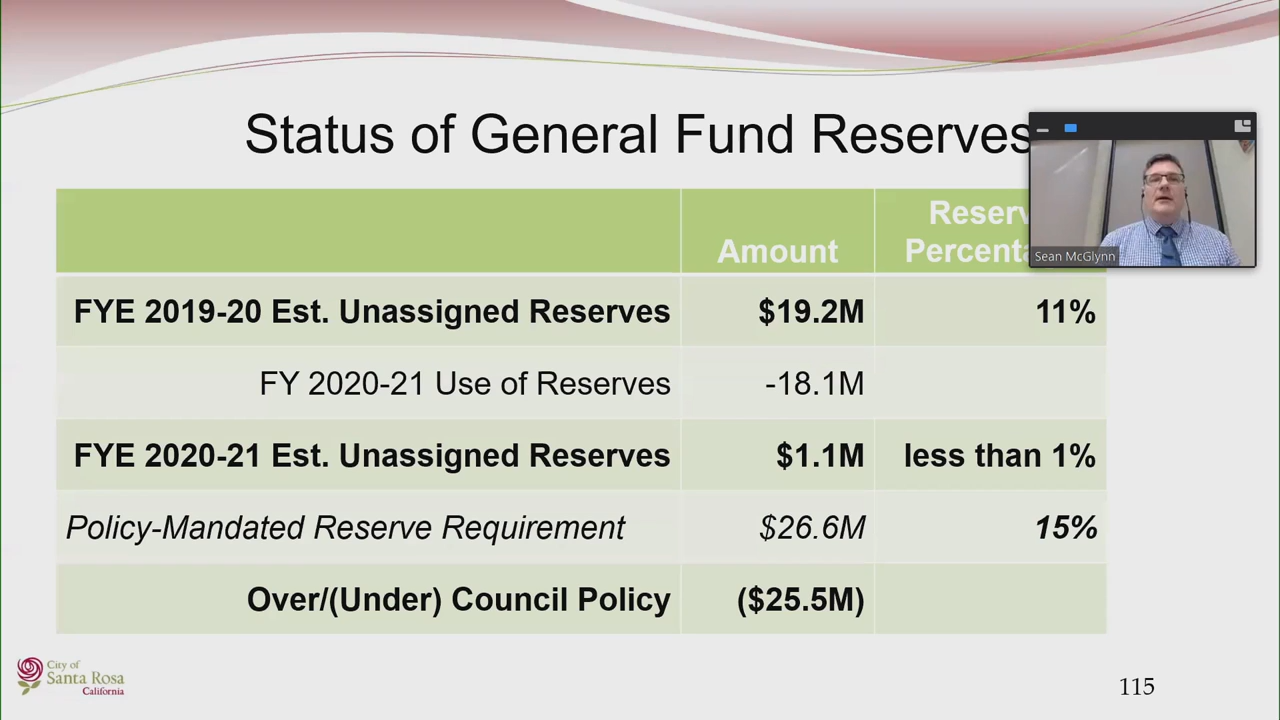 Status of General Fund Reserves
Amount
Sean McGlynn
FYE 2019-20 Est. Unassigned Reserves $19.2M 11%
FY 2020-21 Use of Reserves -18.1M
FYE 2020-21 Est. Unassigned Reserves $1.1M less than 1%
Policy-Mandated Reserve Requirement $26.6M 15%
Over/(Under) Council Policy ($25.5M)
City of
Santa Rosa
California
115